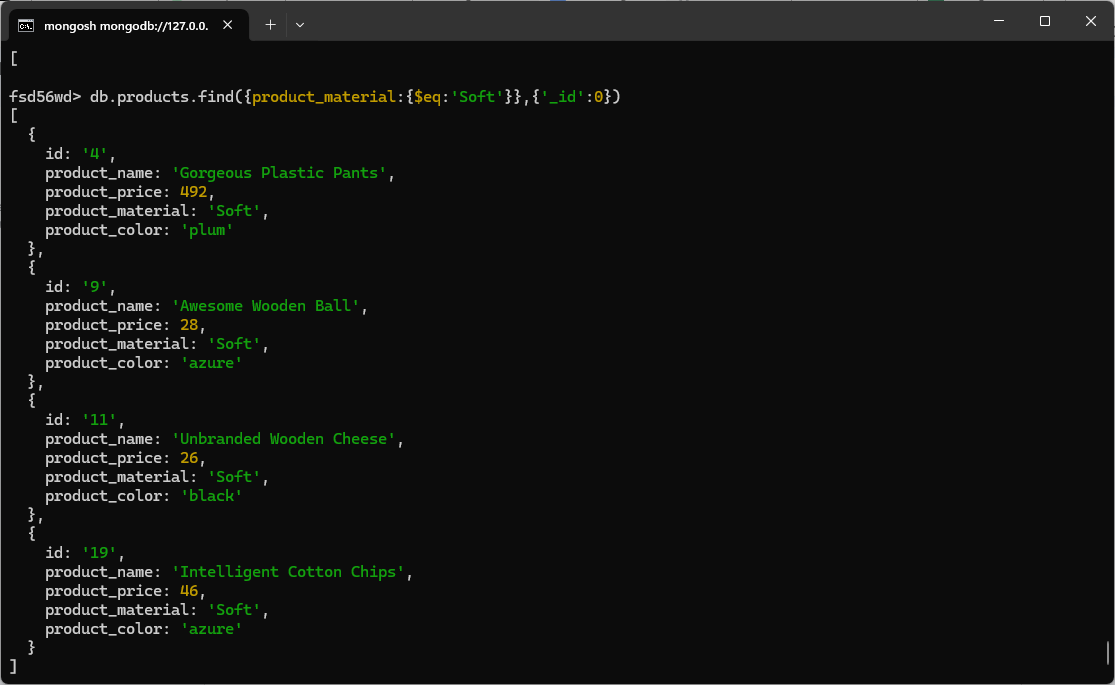 mongosh mongodb://127.0.0.
[
fsd56wd> db.products.find({product_material:{$eq:'Soft'}},{'_id':0})
[
  {
    id: '4',
    product_name: 'Gorgeous Plastic Pants',
    product_price: 492,
    product_material: 'Soft',
    product_color: 'plum'
  },
  {
    id: '9',
    product_name: 'Awesome Wooden Ball',
    product_price: 28,
    product_material: 'Soft',
    product_color: 'azure'
  },
  {
    id: '11',
    product_name: 'Unbranded Wooden Cheese',
    product_price: 26,
    product_material: 'Soft',
    product_color: 'black'
  },
  {
    id: '19',
    product_name: 'Intelligent Cotton Chips',
    product_price: 46,
    product_material: 'Soft',
    product_color: 'azure'
  }
]